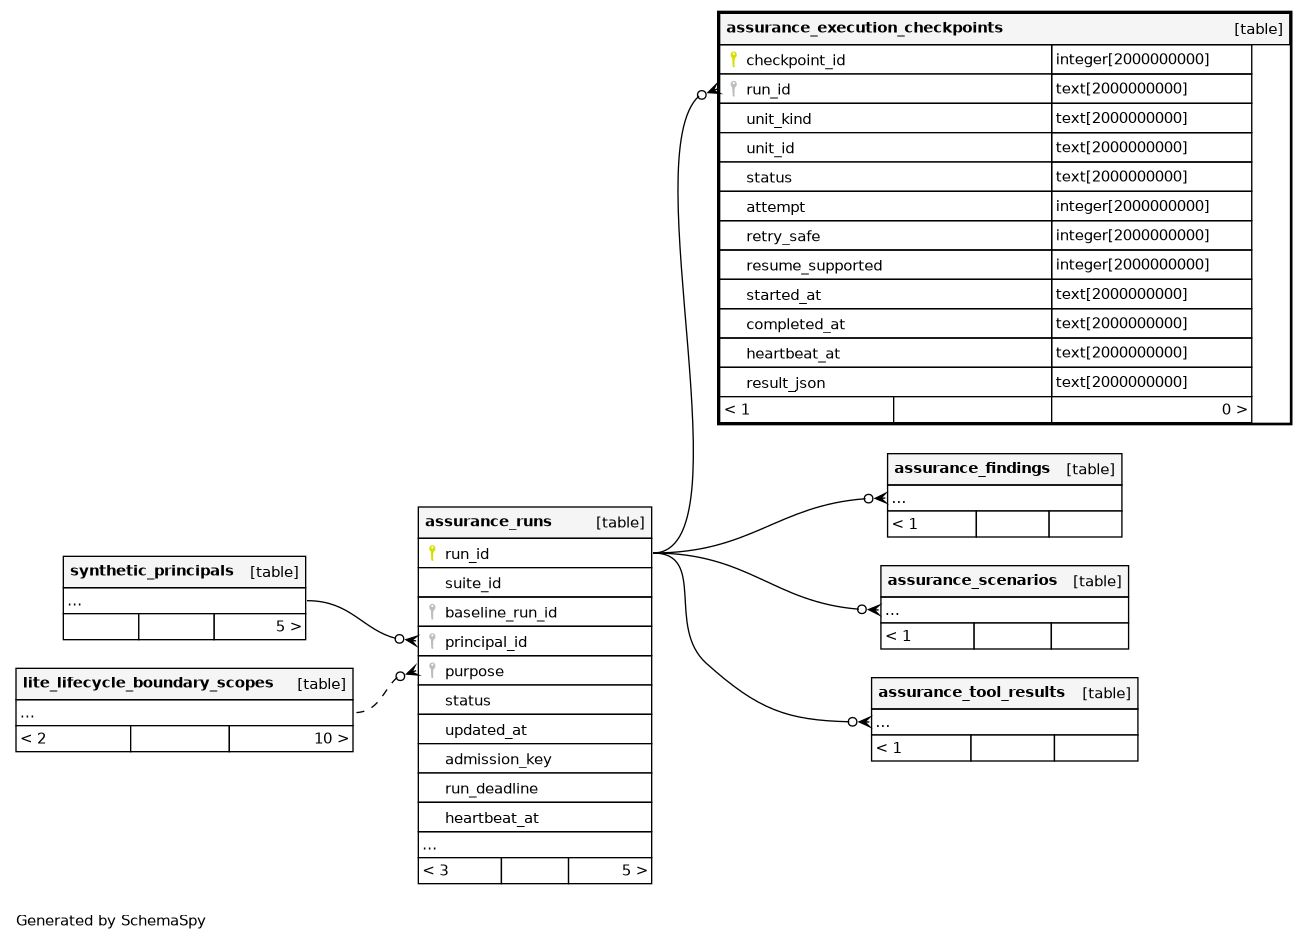 assurance_execution_checkpoints [table]
checkpoint_id integer[2000000000]
run_id text[2000000000]
unit_kind text[2000000000]
unit_id text[2000000000]
status text[2000000000]
attempt integer[2000000000]
retry_safe integer[2000000000]
resume_supported integer[2000000000]
started_at text[2000000000]
completed_at text[2000000000]
heartbeat_at text[2000000000]
result_json text[2000000000]
< 1 0 >
assurance_findings [table]
...
< 1
assurance_runs [table]
run_id
suite_id
baseline_run_id
principal_id
purpose
status
updated_at
admission_key
run_deadline
heartbeat_at
...
< 3 5 >
synthetic_principals [table]
...
5 >
assurance_scenarios [table]
...
< 1
lite_lifecycle_boundary_scopes [table]
...
< 2 10 >
assurance_tool_results [table]
...
< 1
Generated by SchemaSpy